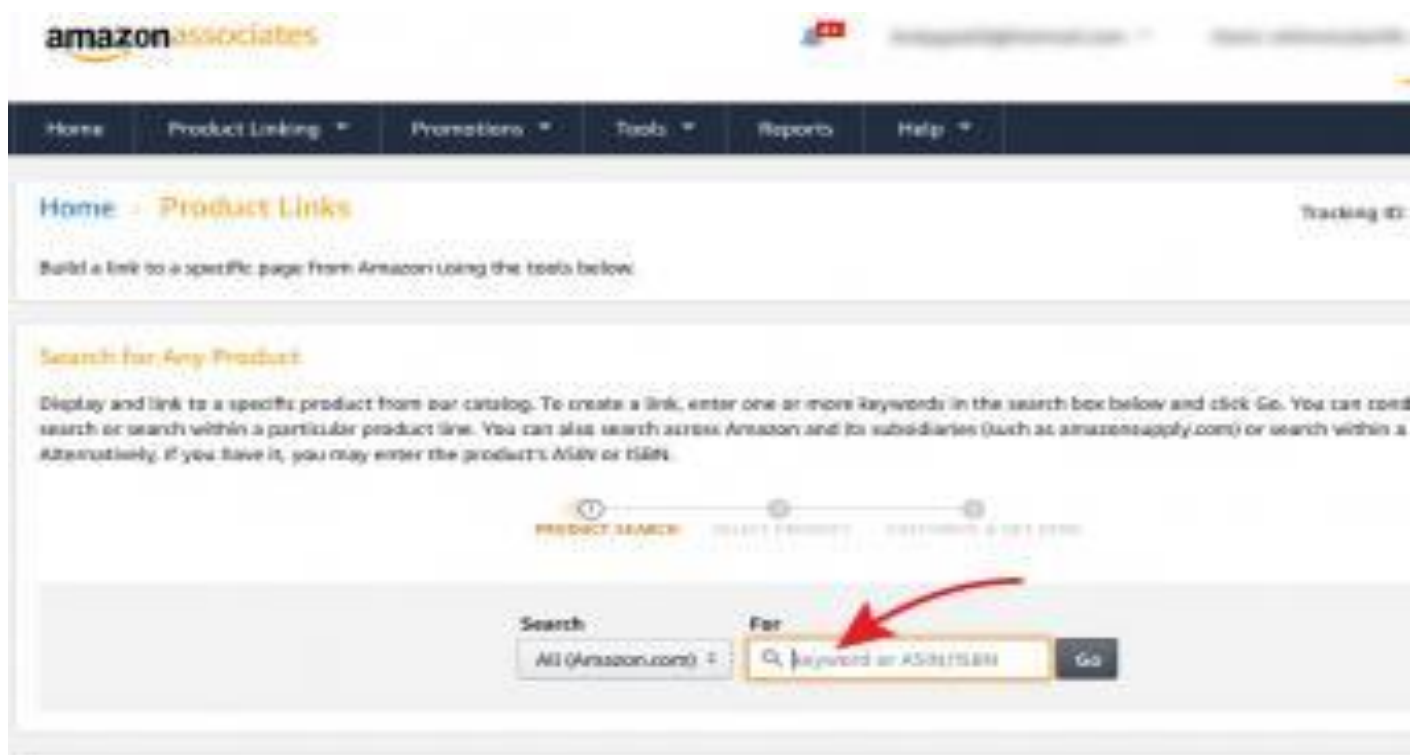 amazonassociates
Home Product Linking Promotions Tools Reports Help
Home Product Links
Tracking ID
Build a link to a specific page from Amazon using the tools below.
Search for Any Product
Display and link to a specific product from our catalog. To create a link, enter one or more keywords in the search box below and click Go. You can
search or search within a particular product line. You can also search across Amazon and its subsidiaries (such as amazonsupply.com) or search within a
Alternatively, if you have it, you may enter the product's ASIN or ISBN.
PRODUCT SEARCH SELECT PRODUCT CUSTOMIZE & GET
Search For
All (Amazon.com) keyword or ASIN/ISBN Go